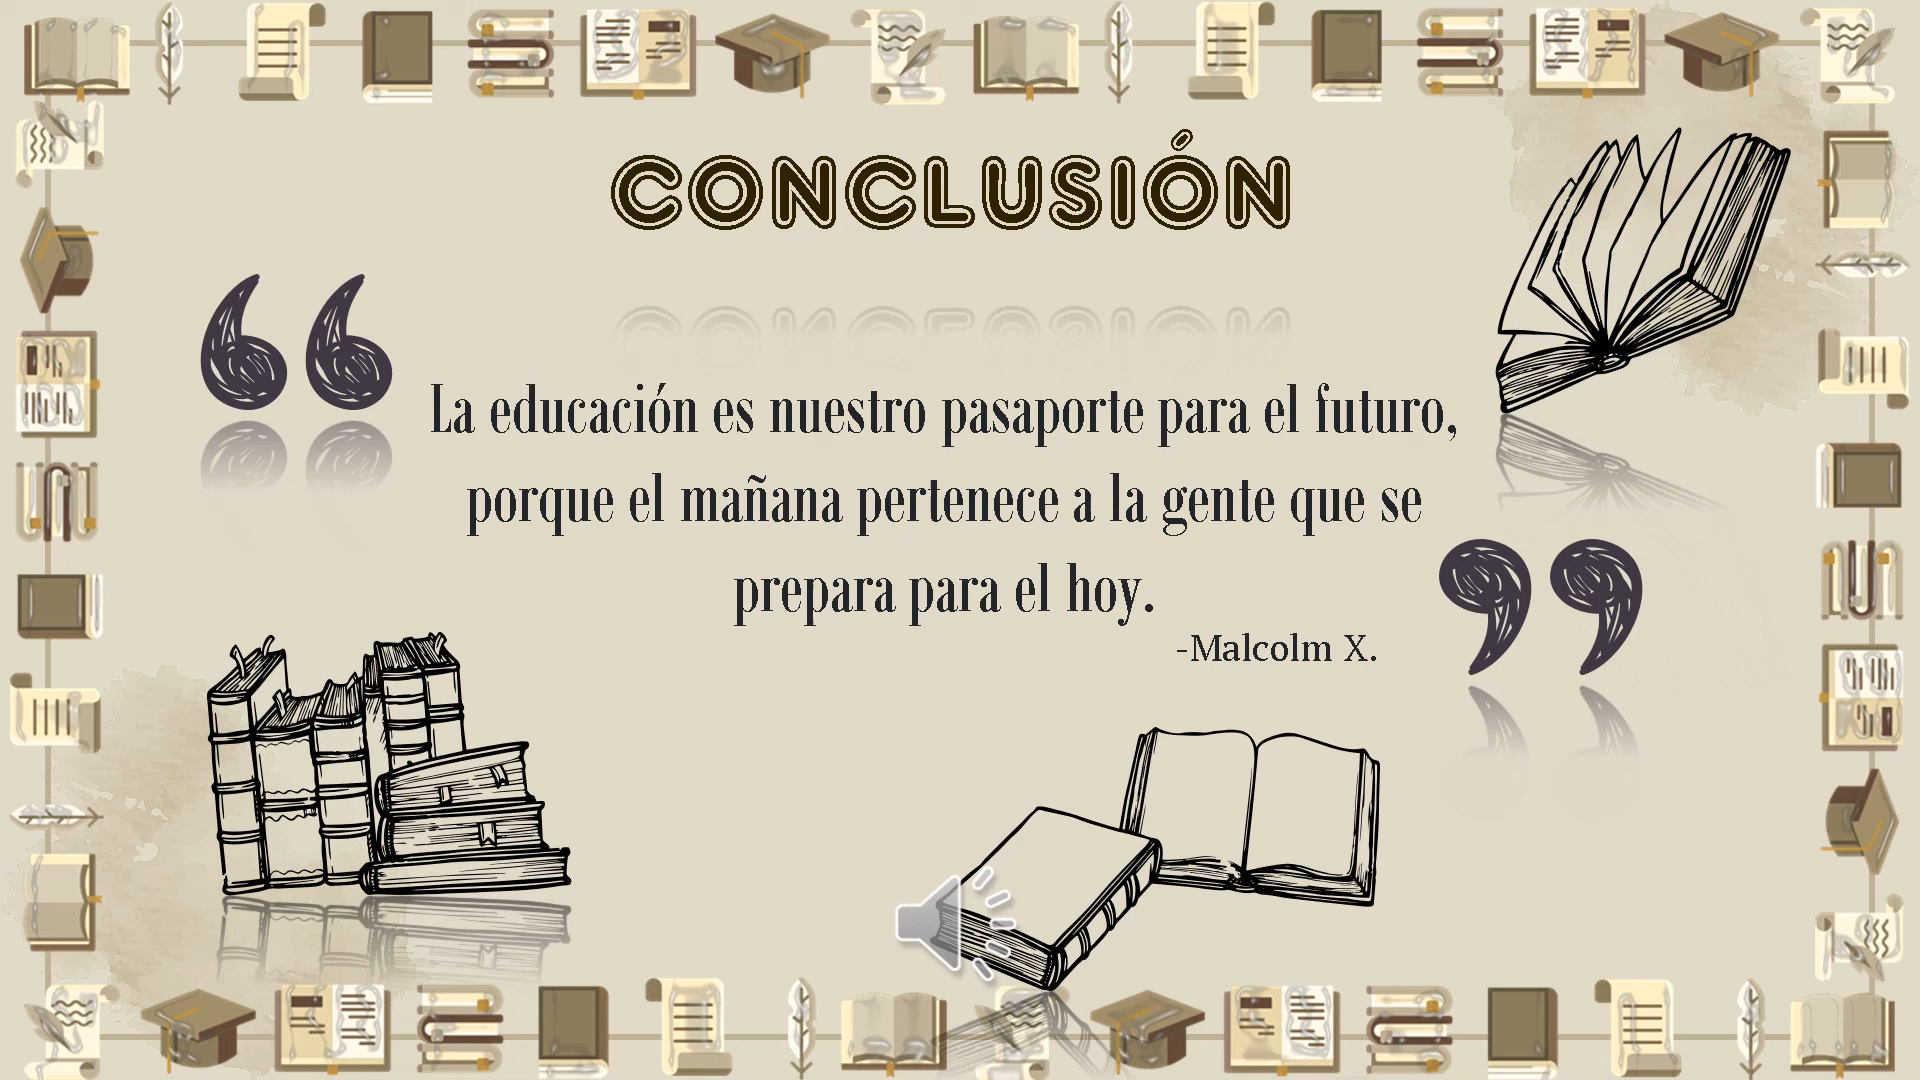 CONCLUSIÓN
La educación es nuestro pasaporte para el futuro,
porque el mañana pertenece a la gente que se
prepara para el hoy.
-Malcolm X.